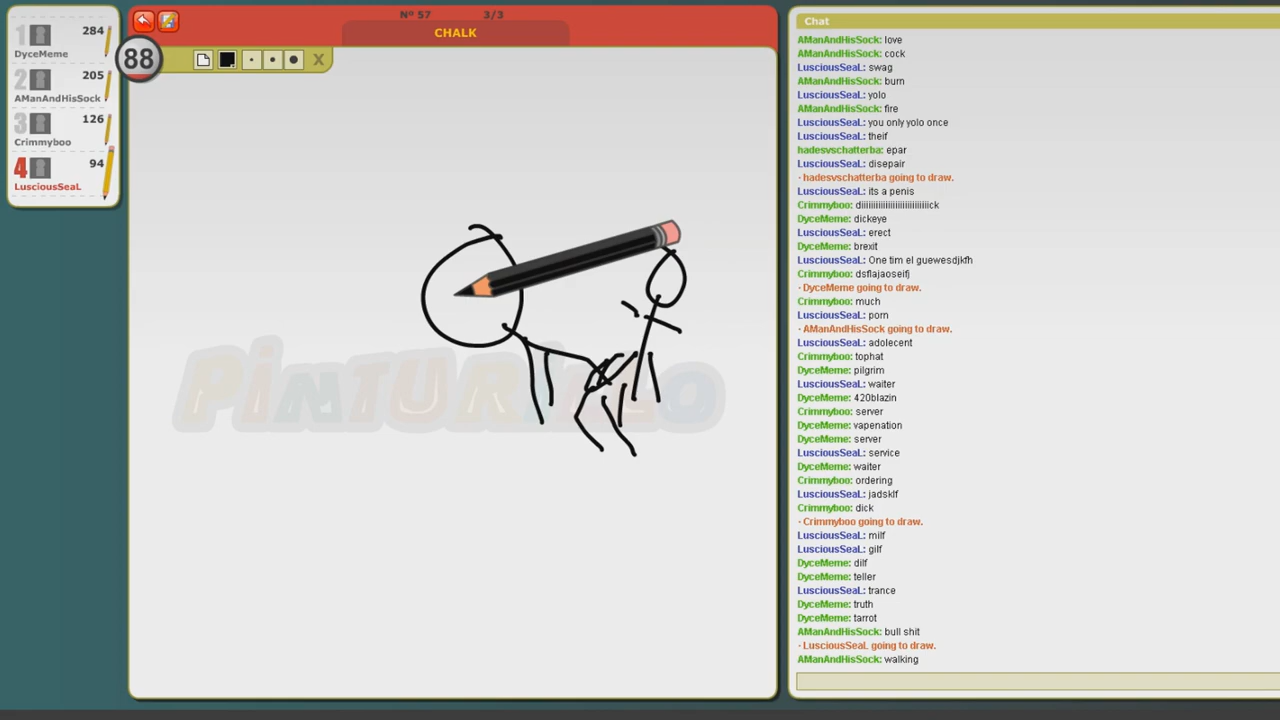 1 284
DyceMeme
2 205
AManAndHisSock
3 126
Crimmyboo
4 94
LusciousSeaL
88
Nº 57 3/3
CHALK
X
PINTURILLO
Chat
AManAndHisSock: love
AManAndHisSock: cock
LusciousSeaL: swag
AManAndHisSock: burn
LusciousSeaL: yolo
AManAndHisSock: fire
LusciousSeaL: you only yolo once
LusciousSeaL: theif
hadesvschatterba: epar
LusciousSeaL: disepair
· hadesvschatterba going to draw.
LusciousSeaL: its a penis
Crimmyboo: diiiiiiiiiiiiiiiiiiiiiiiiiiiick
DyceMeme: dickeye
LusciousSeaL: erect
DyceMeme: brexit
LusciousSeaL: One tim el guewesdjkfh
Crimmyboo: dsflajaoseifj
· DyceMeme going to draw.
Crimmyboo: much
LusciousSeaL: porn
· AManAndHisSock going to draw.
LusciousSeaL: adolecent
Crimmyboo: tophat
DyceMeme: pilgrim
LusciousSeaL: waiter
DyceMeme: 420blazin
Crimmyboo: server
DyceMeme: vapenation
DyceMeme: server
LusciousSeaL: service
DyceMeme: waiter
Crimmyboo: ordering
LusciousSeaL: jadsklf
Crimmyboo: dick
· Crimmyboo going to draw.
LusciousSeaL: milf
LusciousSeaL: gilf
DyceMeme: dilf
DyceMeme: teller
LusciousSeaL: trance
DyceMeme: truth
DyceMeme: tarrot
AManAndHisSock: bull shit
· LusciousSeaL going to draw.
AManAndHisSock: walking